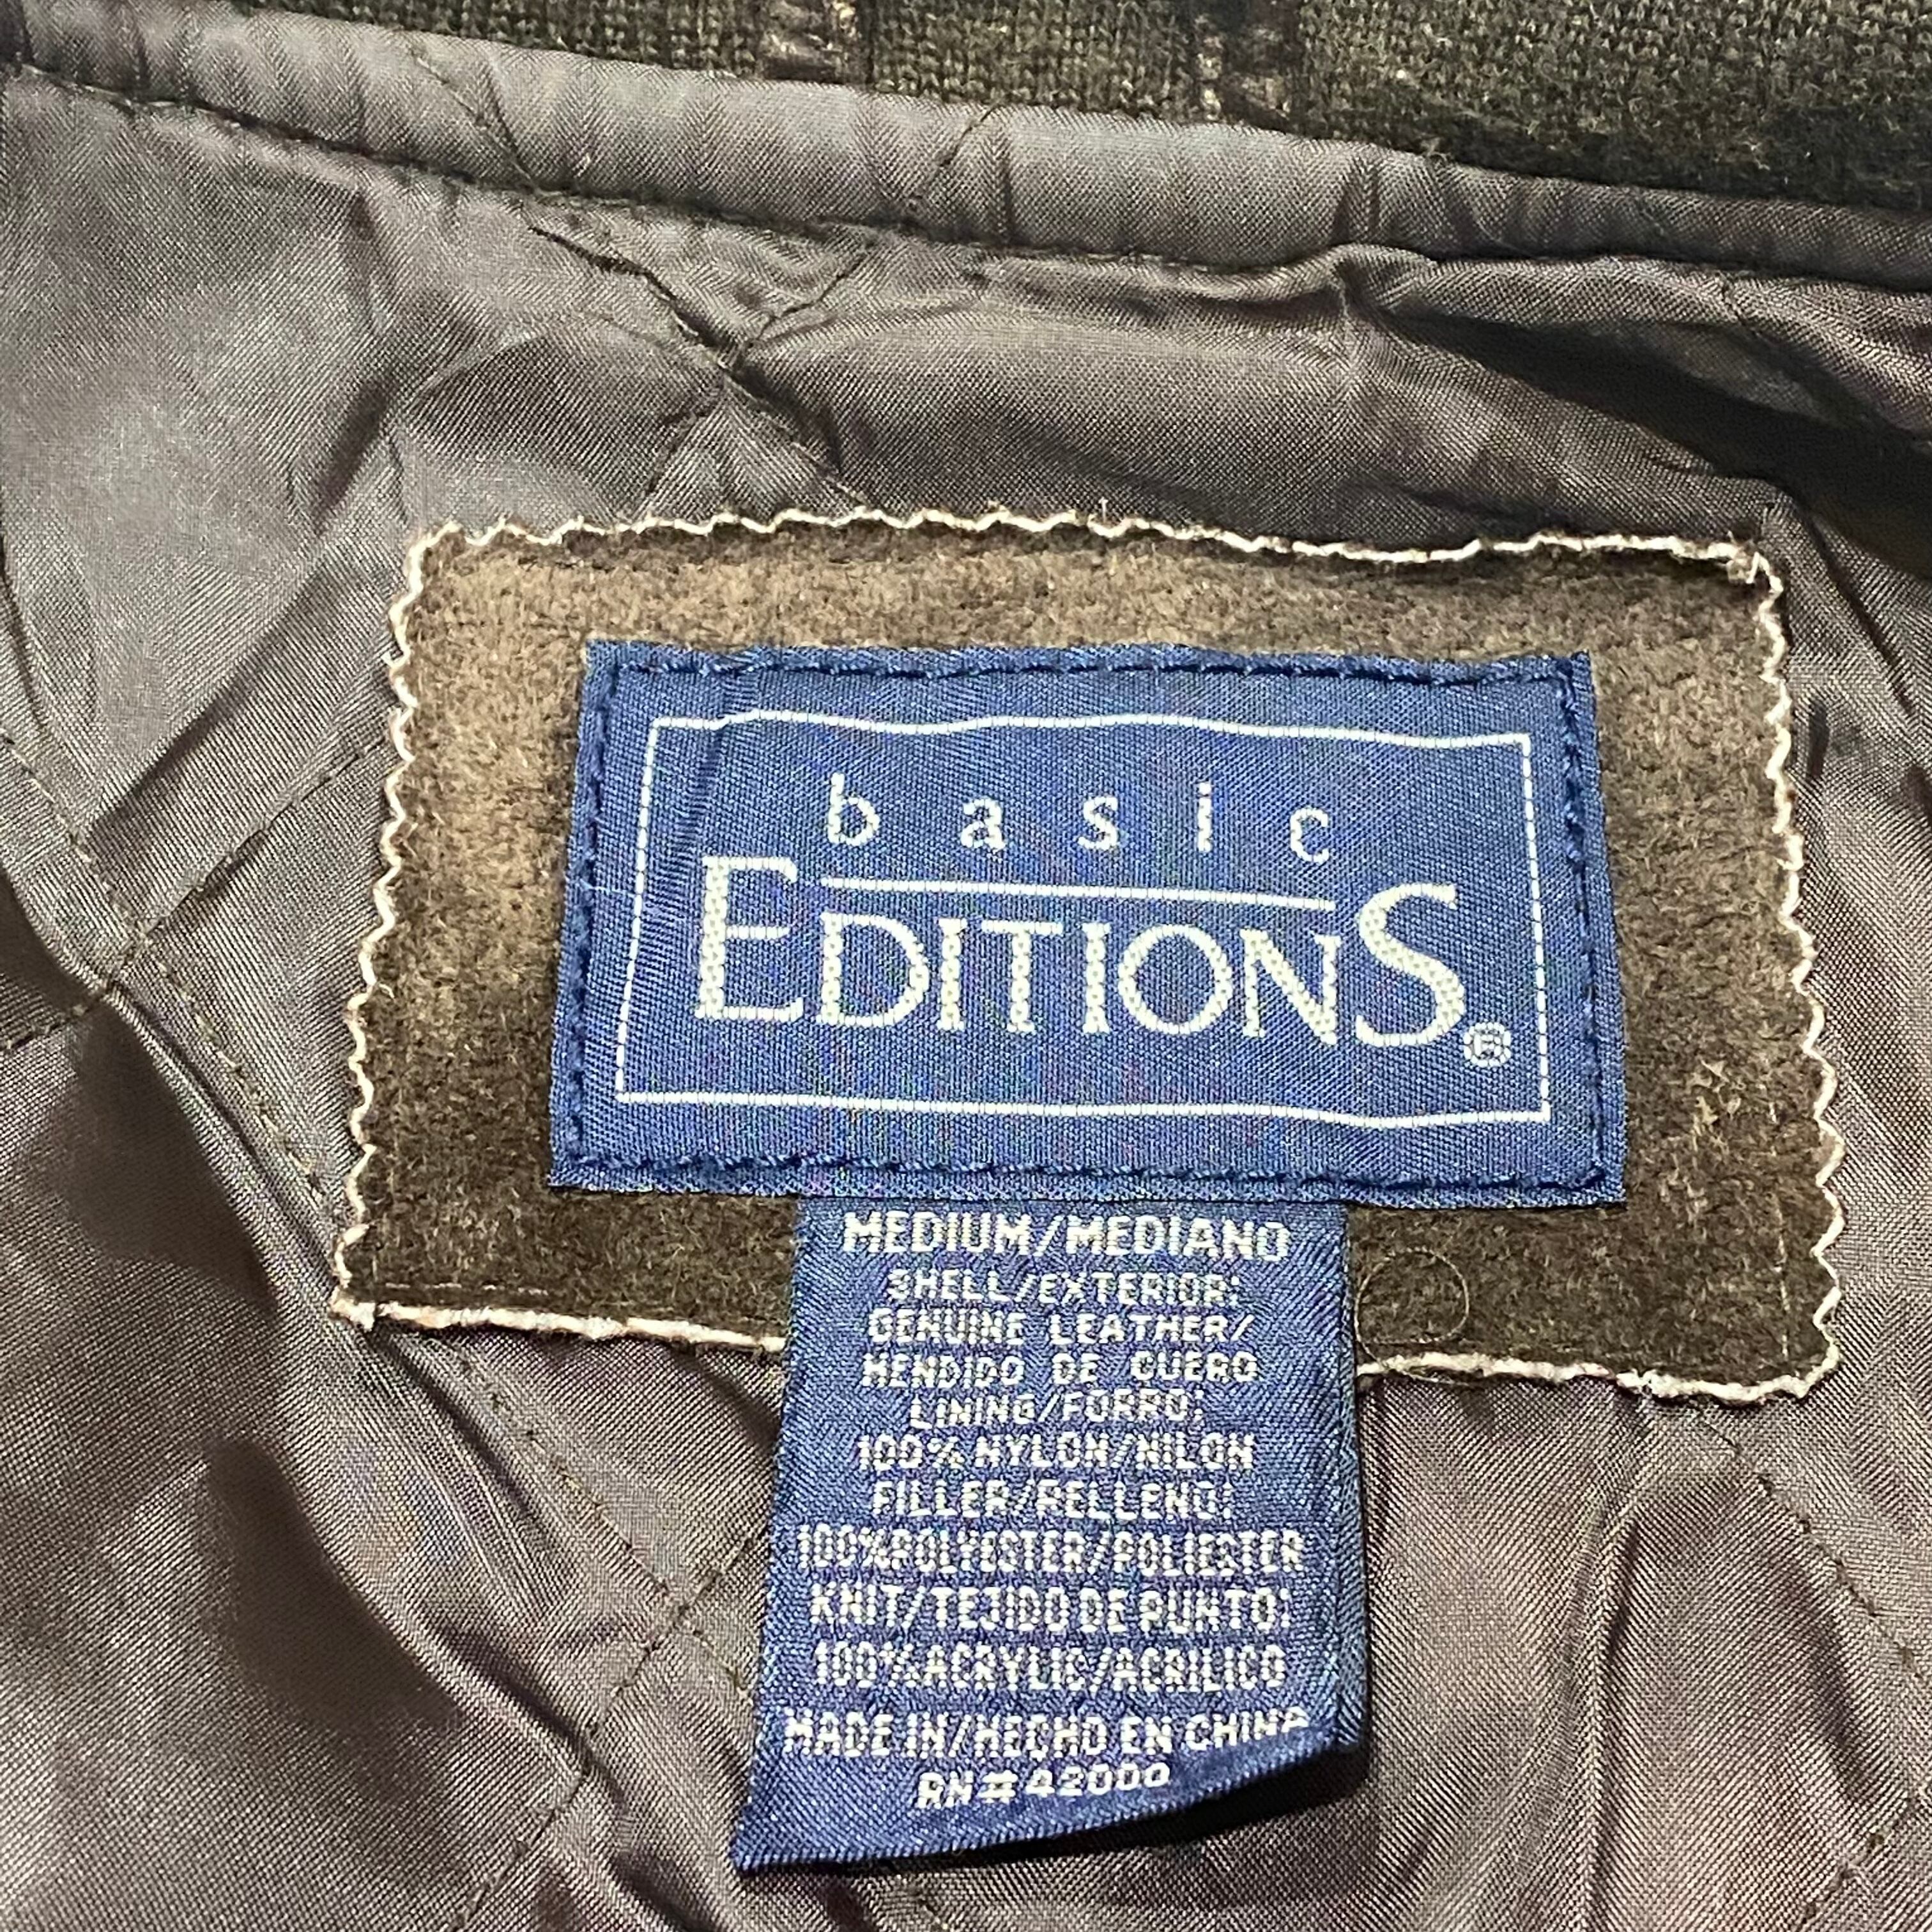 basic
EDITIONS®
MEDIUM/MEDIANO
SHELL/EXTERIOR:
GENUINE LEATHER/
HENDIDO DE CUERO
LINING/FORRO:
100% NYLON/NILON
FILLER/RELLENO:
100%POLYESTER/POLIESTER
KNIT/TEJIDO DE PUNTO:
100%ACRYLIC/ACRILICO
MADE IN/HECHO EN CHINA
RN# 42000